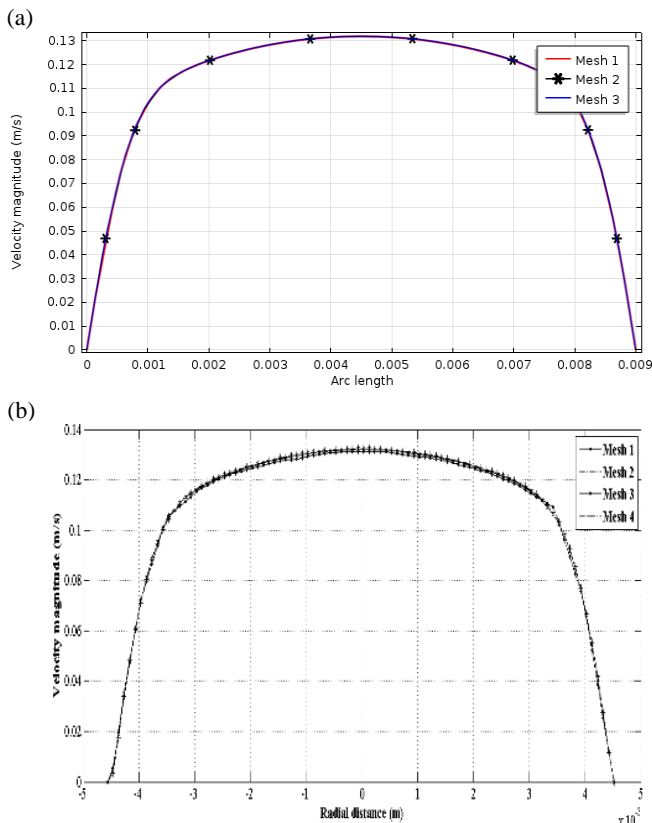 (a)
0.13
0.12
0.11
0.1
0.09
0.08
0.07
0.06
0.05
0.04
0.03
0.02
0.01
0
Velocity magnitude (m/s)
Mesh 1
Mesh 2
Mesh 3
0 0.001 0.002 0.003 0.004 0.005 0.006 0.007 0.008 0.009
Arc length
(b)
0.14
0.12
0.1
0.08
0.06
0.04
0.02
0
Velocity magnitude (m/s)
Mesh 1
Mesh 2
Mesh 3
Mesh 4
-5 -4 -3 -2 -1 0 1 2 3 4 5
Radial distance (m)